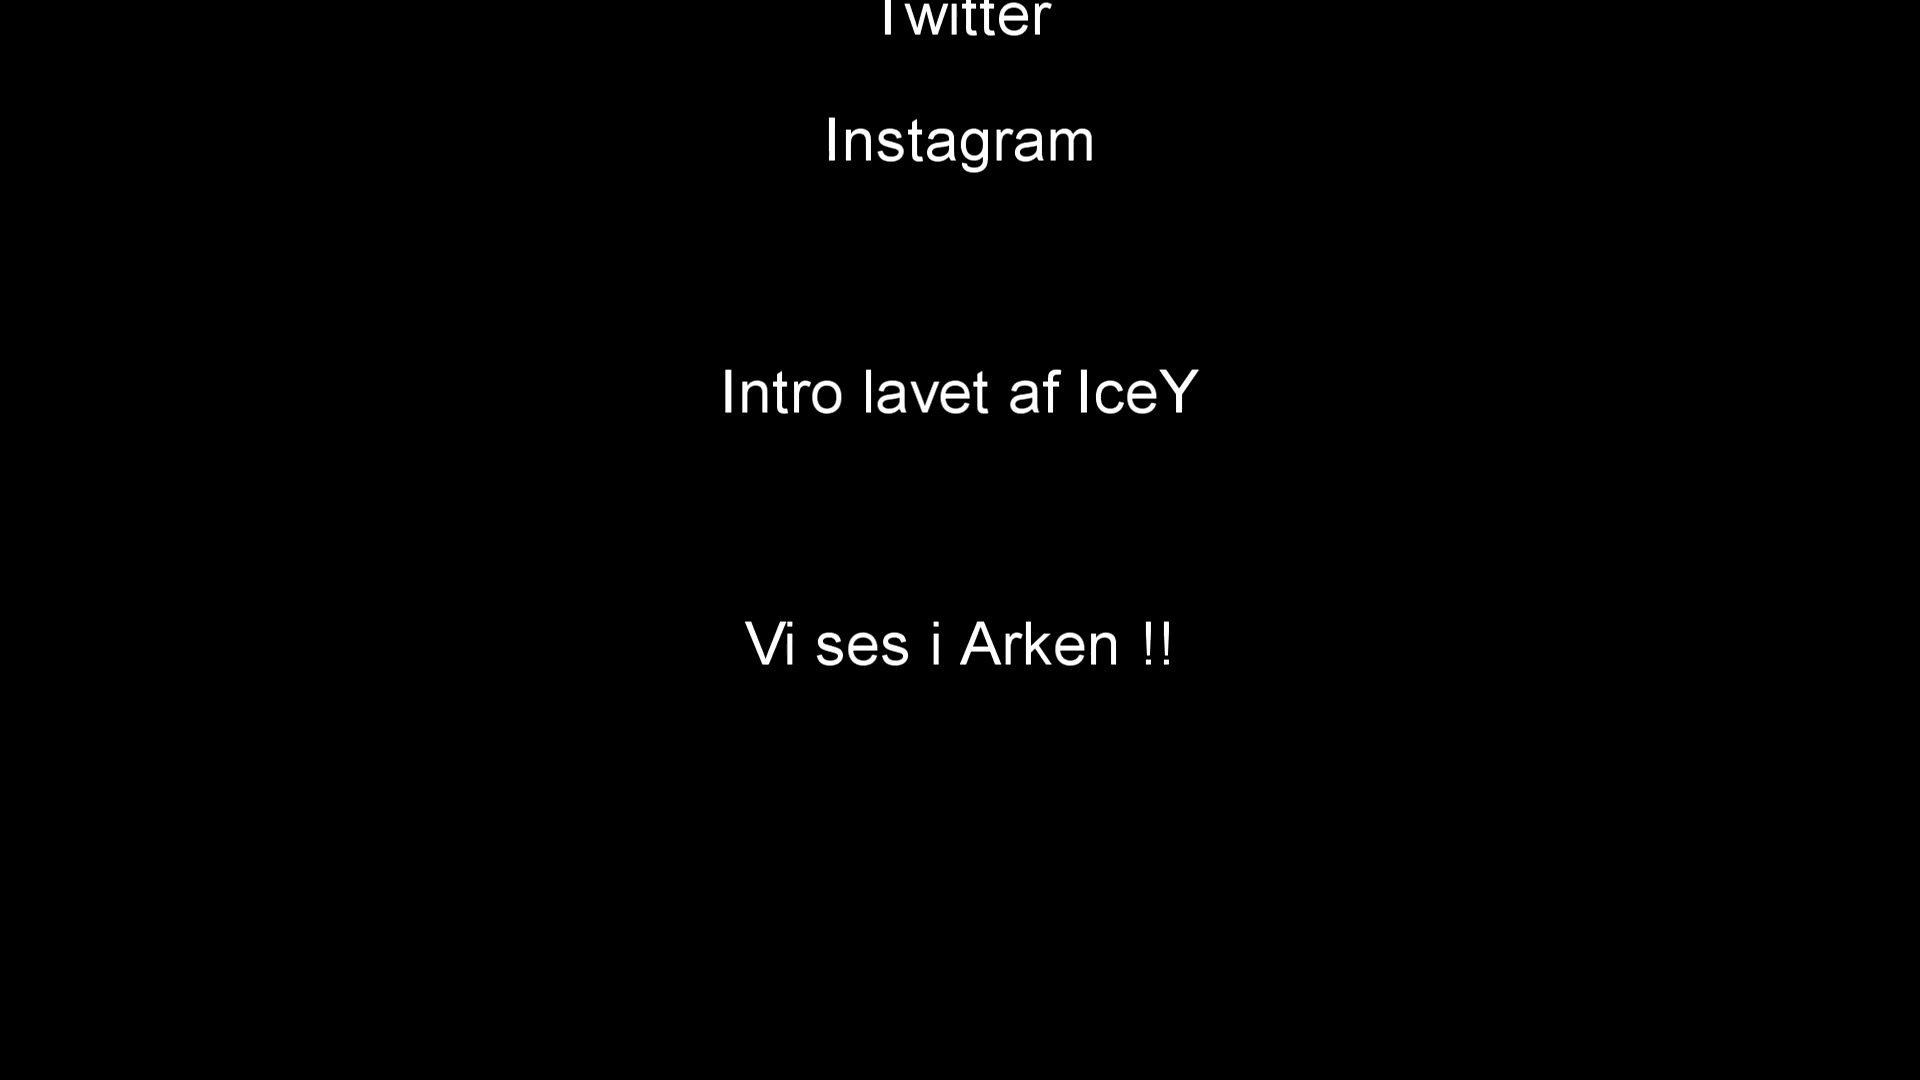 Twitter
Instagram
Intro lavet af IceY
Vi ses i Arken !!